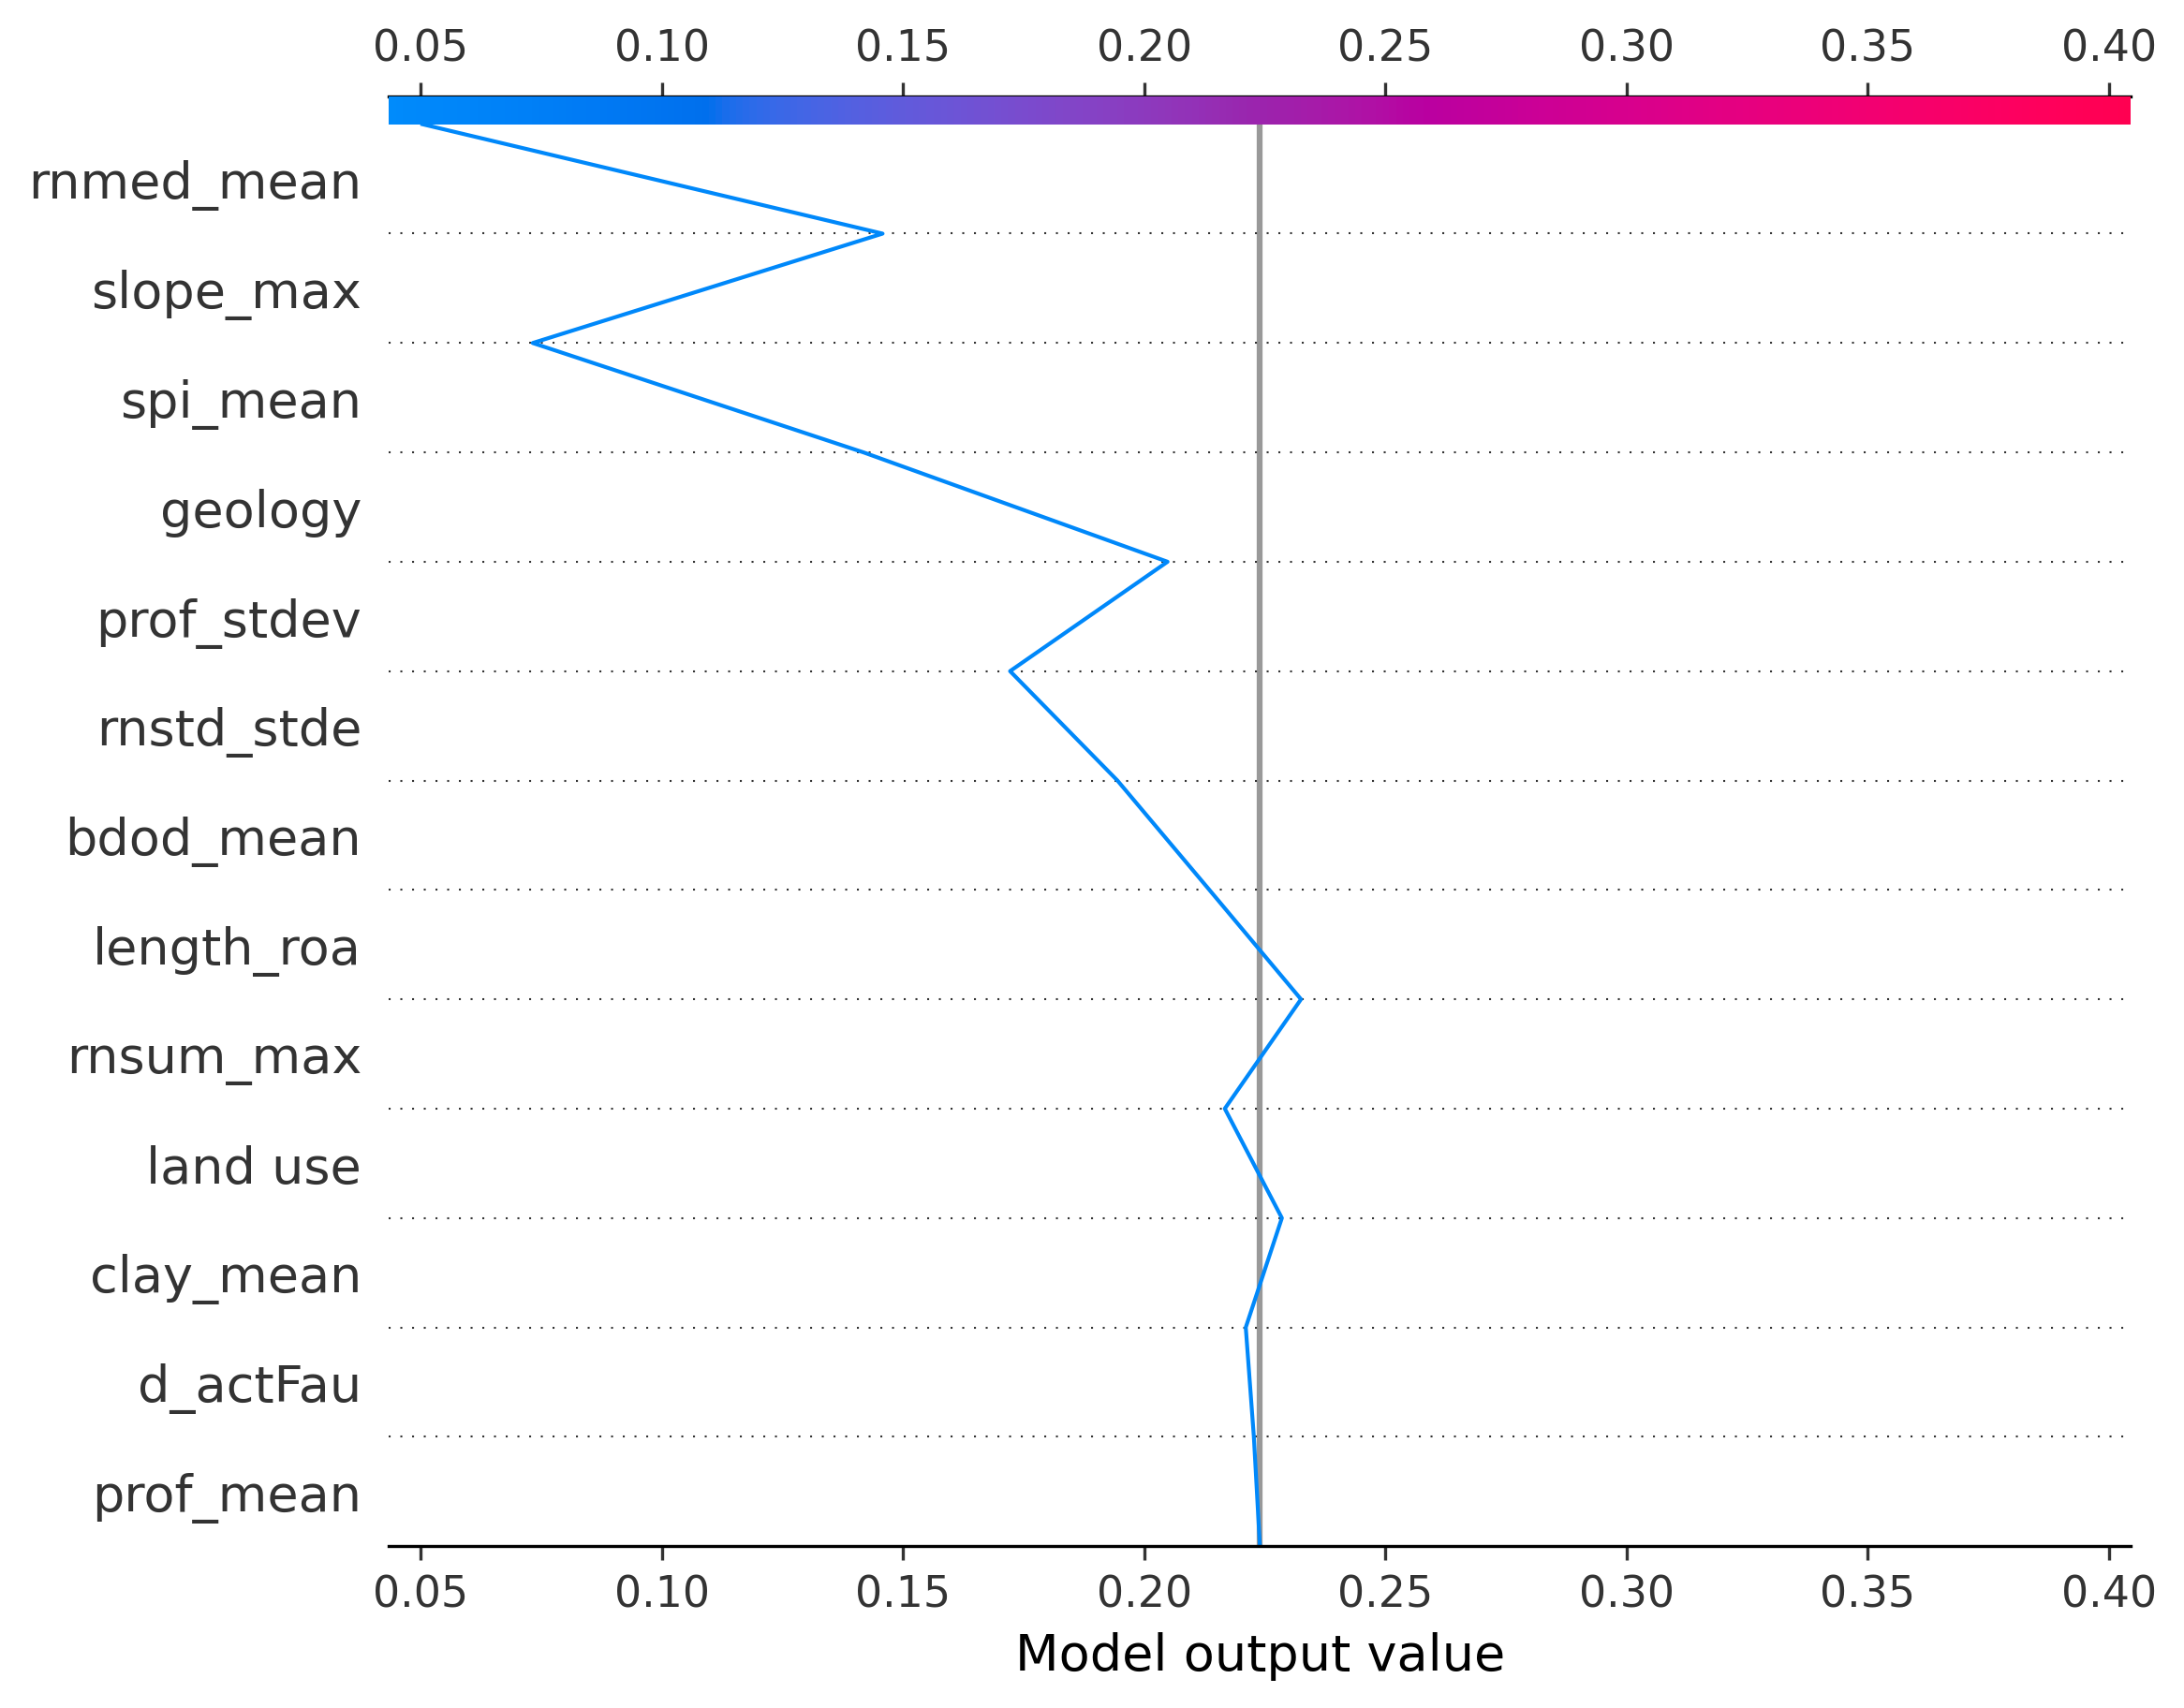 0.05 0.10 0.15 0.20 0.25 0.30 0.35 0.40
rnmed_mean
slope_max
spi_mean
geology
prof_stdev
rnstd_stde
bdod_mean
length_roa
rnsum_max
land use
clay_mean
d_actFau
prof_mean
0.05 0.10 0.15 0.20 0.25 0.30 0.35 0.40
Model output value